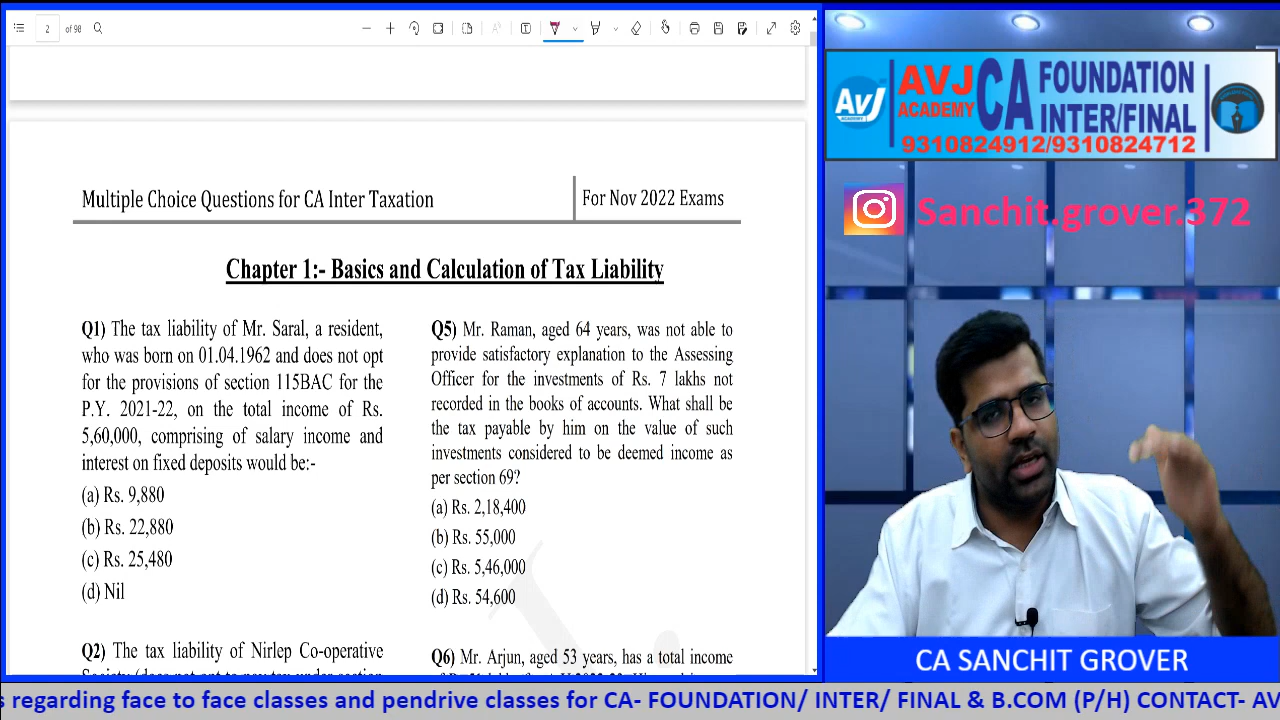 2 of 98
Multiple Choice Questions for CA Inter Taxation
For Nov 2022 Exams
Chapter 1:- Basics and Calculation of Tax Liability
Q1) The tax liability of Mr. Saral, a resident,
who was born on 01.04.1962 and does not opt
for the provisions of section 115BAC for the
P.Y. 2021-22, on the total income of Rs.
5,60,000, comprising of salary income and
interest on fixed deposits would be:-
(a) Rs. 9,880
(b) Rs. 22,880
(c) Rs. 25,480
(d) Nil
Q2) The tax liability of Nirlep Co-operative
Q5) Mr. Raman, aged 64 years, was not able to
provide satisfactory explanation to the Assessing
Officer for the investments of Rs. 7 lakhs not
recorded in the books of accounts. What shall be
the tax payable by him on the value of such
investments considered to be deemed income as
per section 69?
(a) Rs. 2,18,400
(b) Rs. 55,000
(c) Rs. 5,46,000
(d) Rs. 54,600
Q6) Mr. Arjun, aged 53 years, has a total income
AVJ
ACADEMY
AVJ
ACADEMY
CA
FOUNDATION
INTER/FINAL
9310824912/9310824712
Sanchit.grover.372
CA SANCHIT GROVER
s regarding face to face classes and pendrive classes for CA- FOUNDATION/ INTER/ FINAL & B.COM (P/H) CONTACT- AV